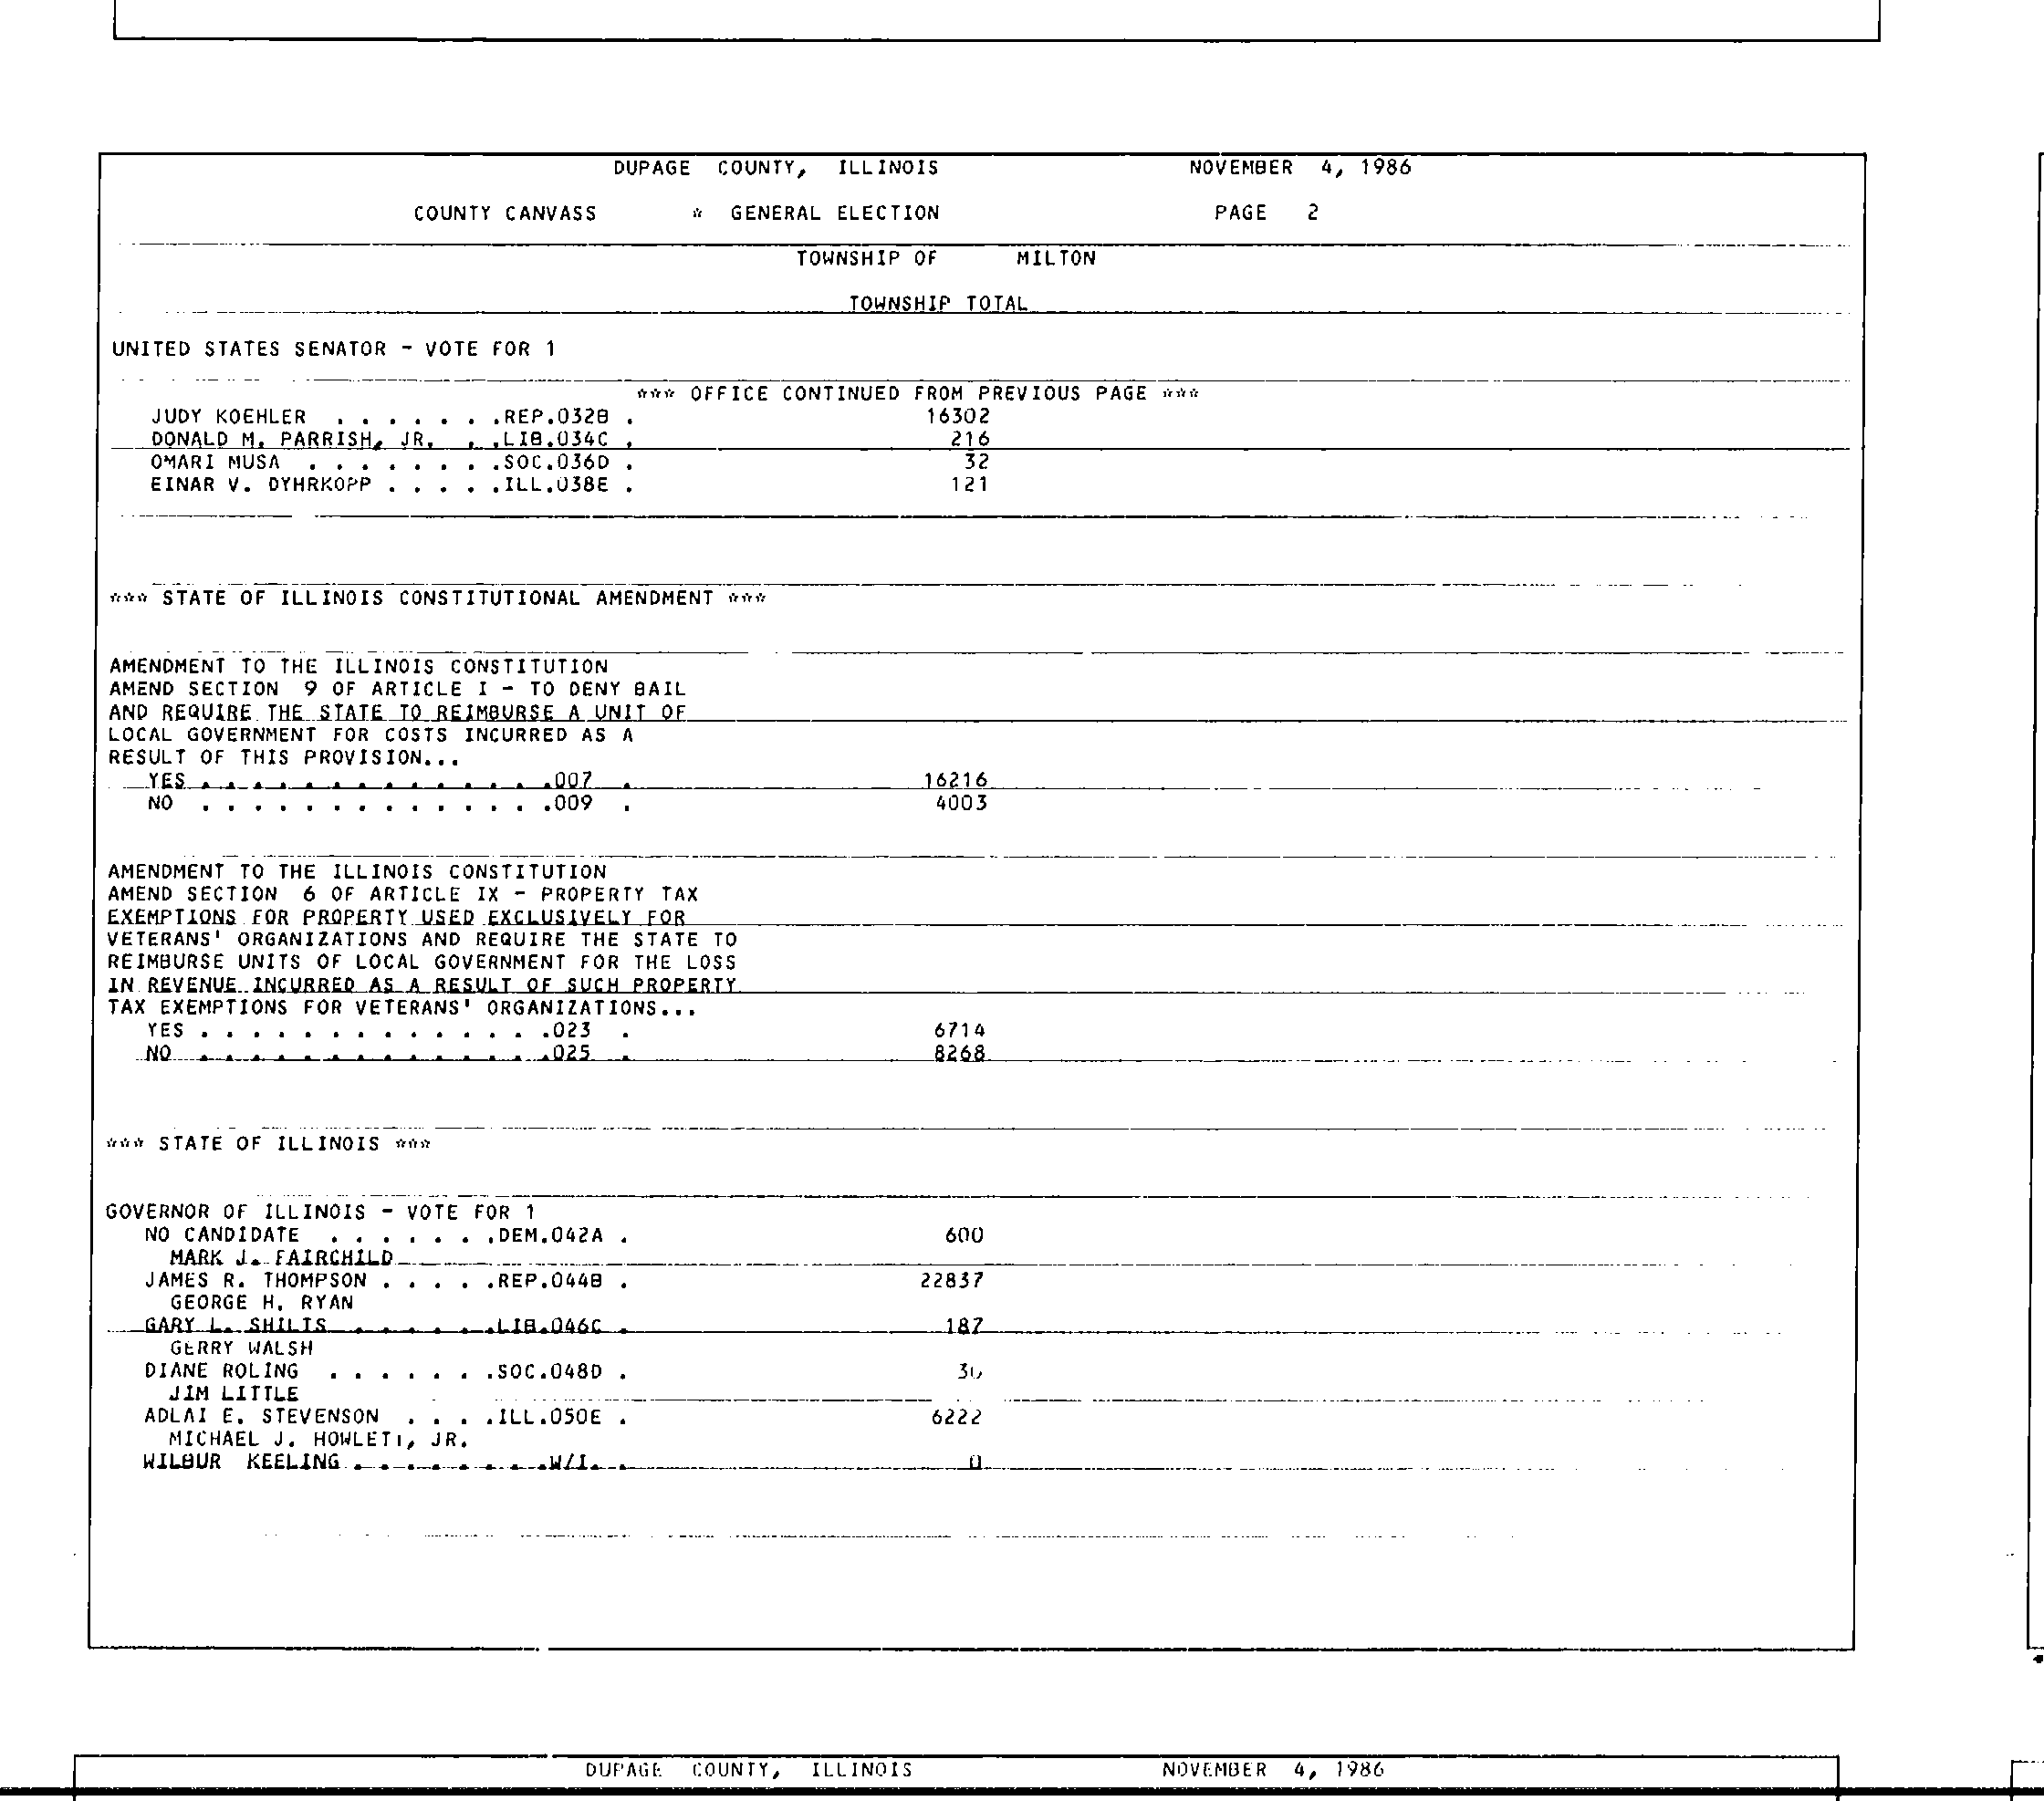 DUPAGE COUNTY, ILLINOIS NOVEMBER 4, 1986
COUNTY CANVASS * GENERAL ELECTION PAGE 2
TOWNSHIP OF MILTON
TOWNSHIP TOTAL
UNITED STATES SENATOR - VOTE FOR 1
*** OFFICE CONTINUED FROM PREVIOUS PAGE ***
JUDY KOEHLER . . . . . . .REP.032B . 16302
DONALD M. PARRISH, JR. . .LIB.034C . 216
OMARI MUSA . . . . . . . .SOC.036D . 32
EINAR V. DYHRKOPP . . . . .ILL.038E . 121
*** STATE OF ILLINOIS CONSTITUTIONAL AMENDMENT ***
AMENDMENT TO THE ILLINOIS CONSTITUTION
AMEND SECTION 9 OF ARTICLE I - TO DENY BAIL
AND REQUIRE THE STATE TO REIMBURSE A UNIT OF
LOCAL GOVERNMENT FOR COSTS INCURRED AS A
RESULT OF THIS PROVISION...
YES . . . . . . . . . . . . . .007 . 16216
NO . . . . . . . . . . . . . .009 . 4003
AMENDMENT TO THE ILLINOIS CONSTITUTION
AMEND SECTION 6 OF ARTICLE IX - PROPERTY TAX
EXEMPTIONS FOR PROPERTY USED EXCLUSIVELY FOR
VETERANS' ORGANIZATIONS AND REQUIRE THE STATE TO
REIMBURSE UNITS OF LOCAL GOVERNMENT FOR THE LOSS
IN REVENUE INCURRED AS A RESULT OF SUCH PROPERTY
TAX EXEMPTIONS FOR VETERANS' ORGANIZATIONS...
YES . . . . . . . . . . . . . .023 . 6714
NO . . . . . . . . . . . . . .025 . 8268
*** STATE OF ILLINOIS ***
GOVERNOR OF ILLINOIS - VOTE FOR 1
NO CANDIDATE . . . . . . .DEM.042A . 600
MARK J. FAIRCHILD
JAMES R. THOMPSON . . . . .REP.044B . 22837
GEORGE H. RYAN
GARY L. SHILTS . . . . . .LIB.046C . 187
GERRY WALSH
DIANE ROLING . . . . . . .SOC.048D .
JIM LITTLE
ADLAI E. STEVENSON . . . .ILL.050E . 6222
MICHAEL J. HOWLETT, JR.
WILBUR KEELING . . . . . . . .W/I. . 0
DUPAGE COUNTY, ILLINOIS NOVEMBER 4, 1986